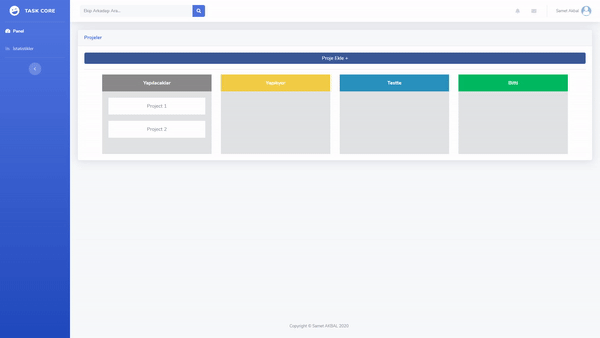 TASK CORE
Ekip Arkadaşı Ara...
Samet Akbal
Panel
İstatistikler
Projeler
Proje Ekle +
Yapılacaklar
Yapılıyor
Testte
Bitti
Project 1
Project 2
Copyright © Samet AKBAL 2020